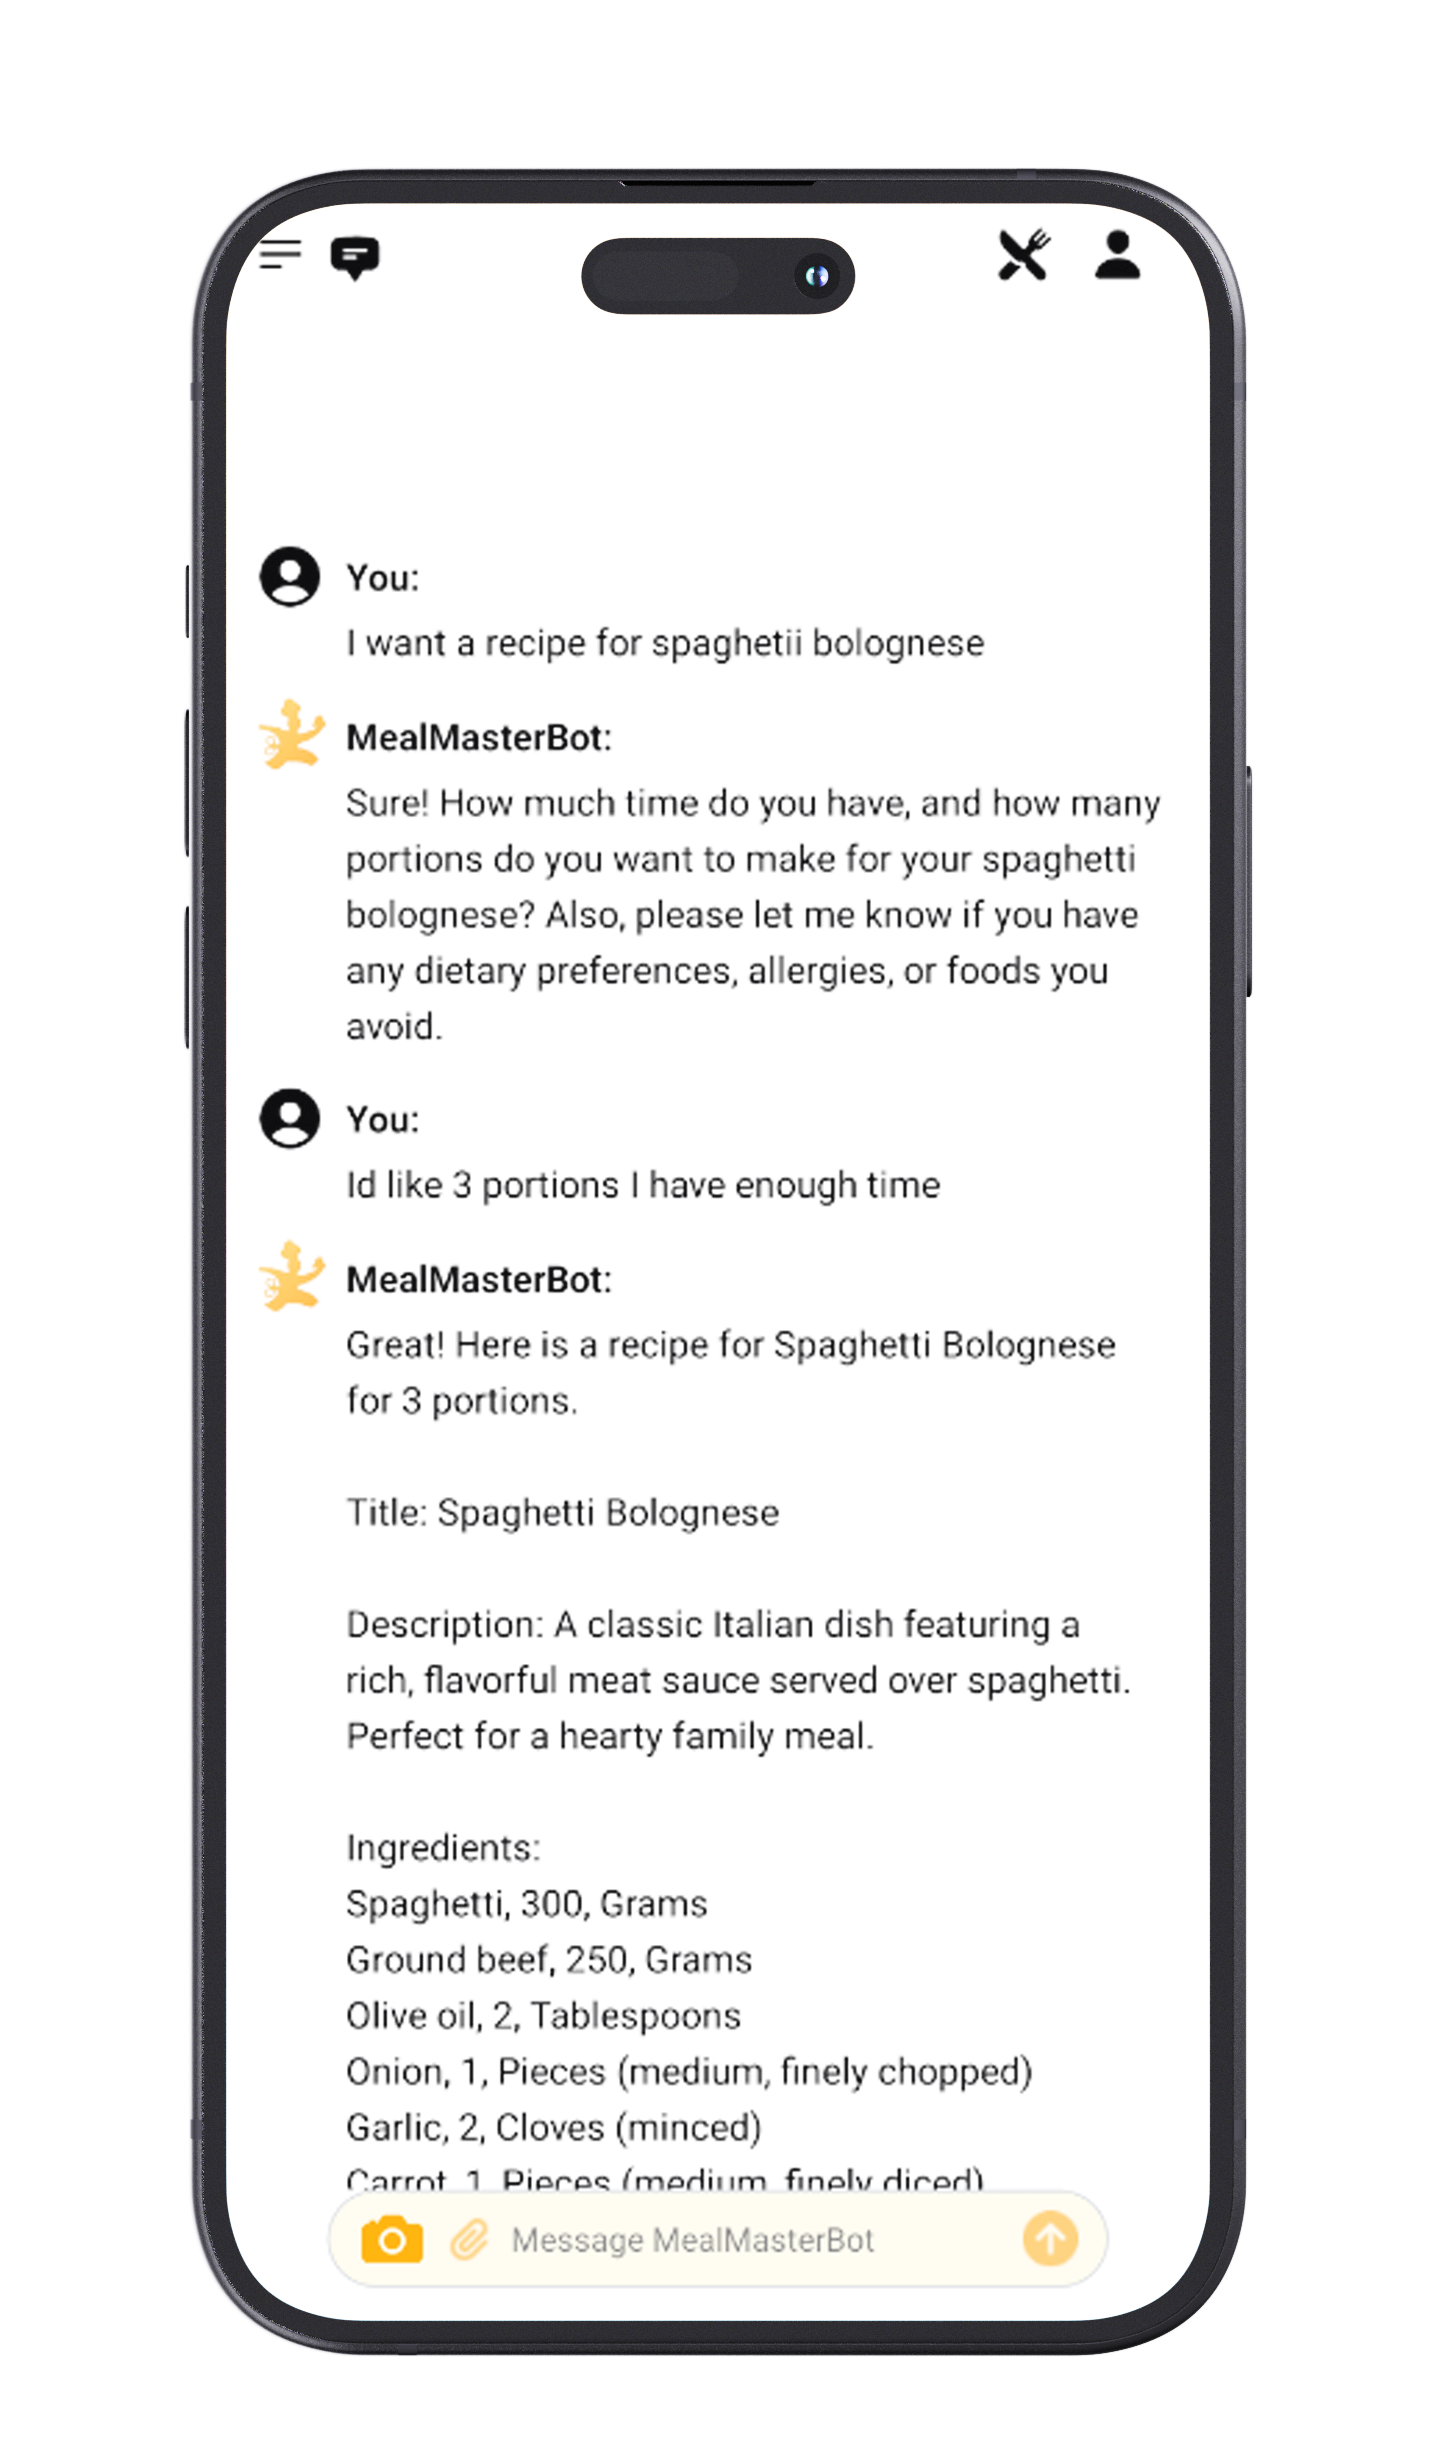 You:
I want a recipe for spaghetii bolognese
MealMasterBot:
Sure! How much time do you have, and how many
portions do you want to make for your spaghetti
bolognese? Also, please let me know if you have
any dietary preferences, allergies, or foods you
avoid.
You:
Id like 3 portions I have enough time
MealMasterBot:
Great! Here is a recipe for Spaghetti Bolognese
for 3 portions.
Title: Spaghetti Bolognese
Description: A classic Italian dish featuring a
rich, flavorful meat sauce served over spaghetti.
Perfect for a hearty family meal.
Ingredients:
Spaghetti, 300, Grams
Ground beef, 250, Grams
Olive oil, 2, Tablespoons
Onion, 1, Pieces (medium, finely chopped)
Garlic, 2, Cloves (minced)
Carrot, 1, Pieces (medium, finely diced)
Message MealMasterBot